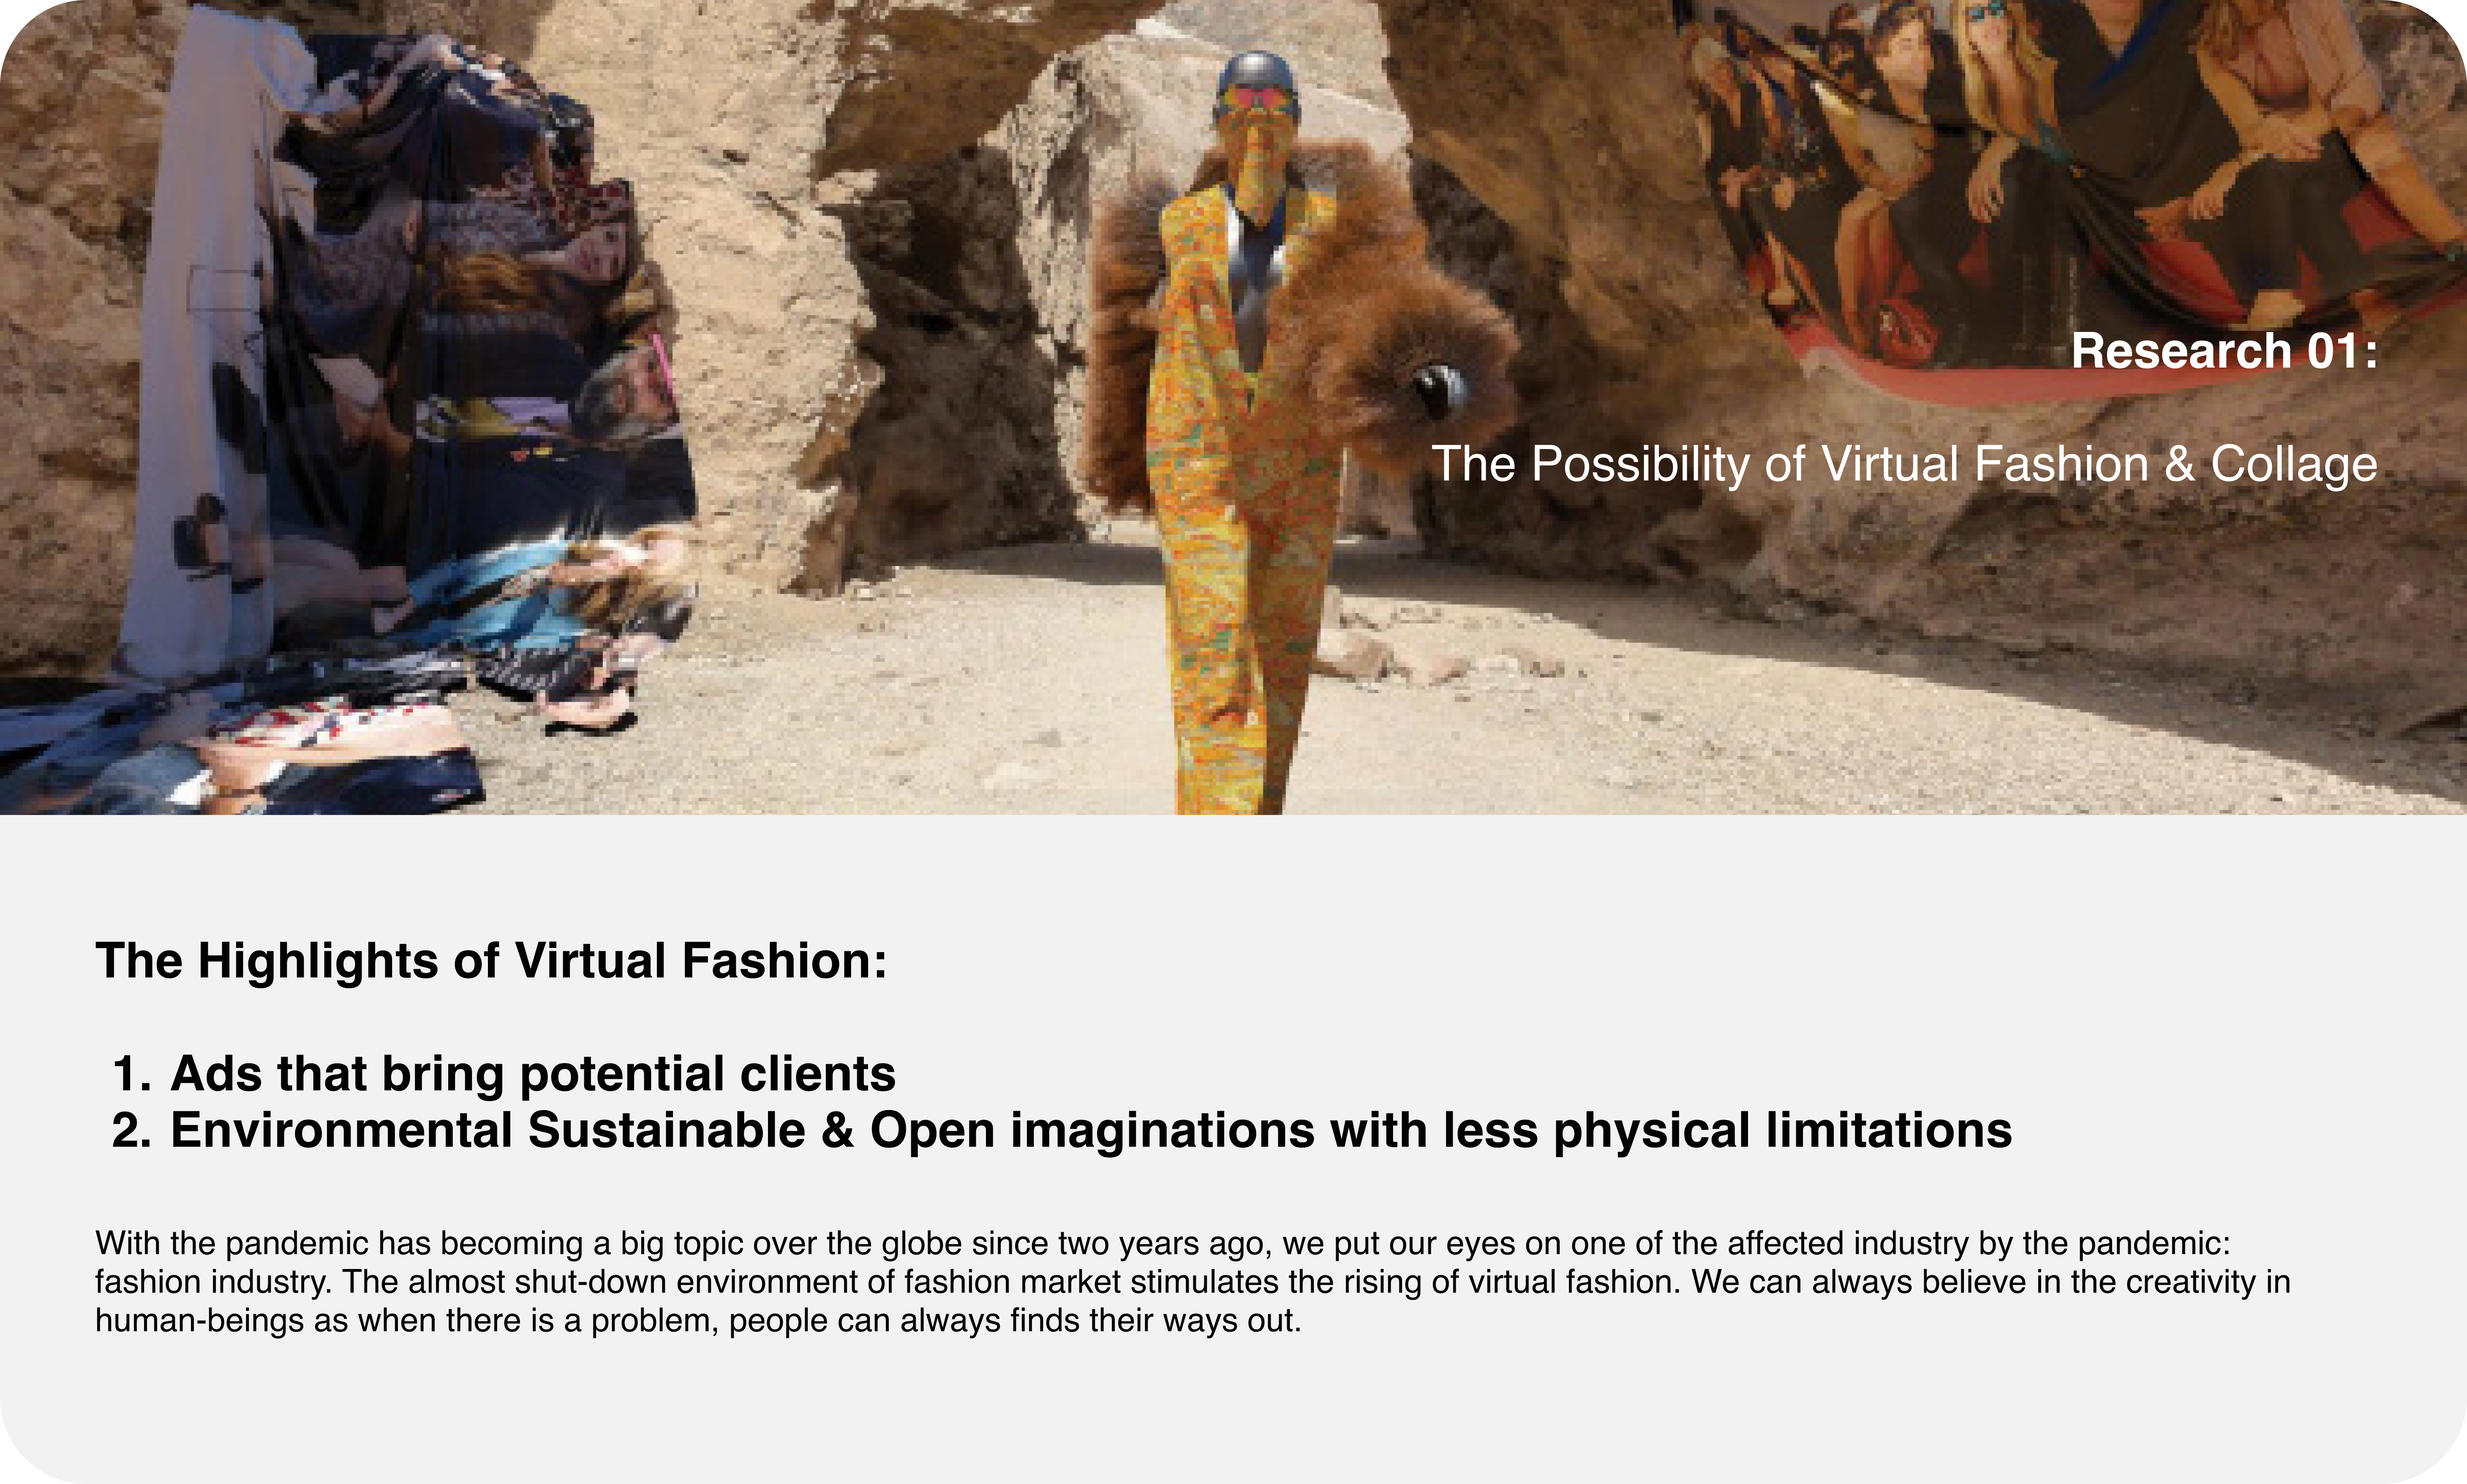 Research 01:
The Possibility of Virtual Fashion & Collage
The Highlights of Virtual Fashion:
1. Ads that bring potential clients
2. Environmental Sustainable & Open imaginations with less physical limitations
With the pandemic has becoming a big topic over the globe since two years ago, we put our eyes on one of the affected industry by the pandemic:
fashion industry. The almost shut-down environment of fashion market stimulates the rising of virtual fashion. We can always believe in the creativity in
human-beings as when there is a problem, people can always finds their ways out.